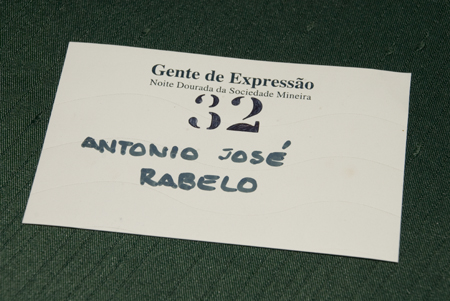 Gente de Expressão
Noite Dourada da Sociedade Mineira
32
ANTONIO JOSÉ
RABELO